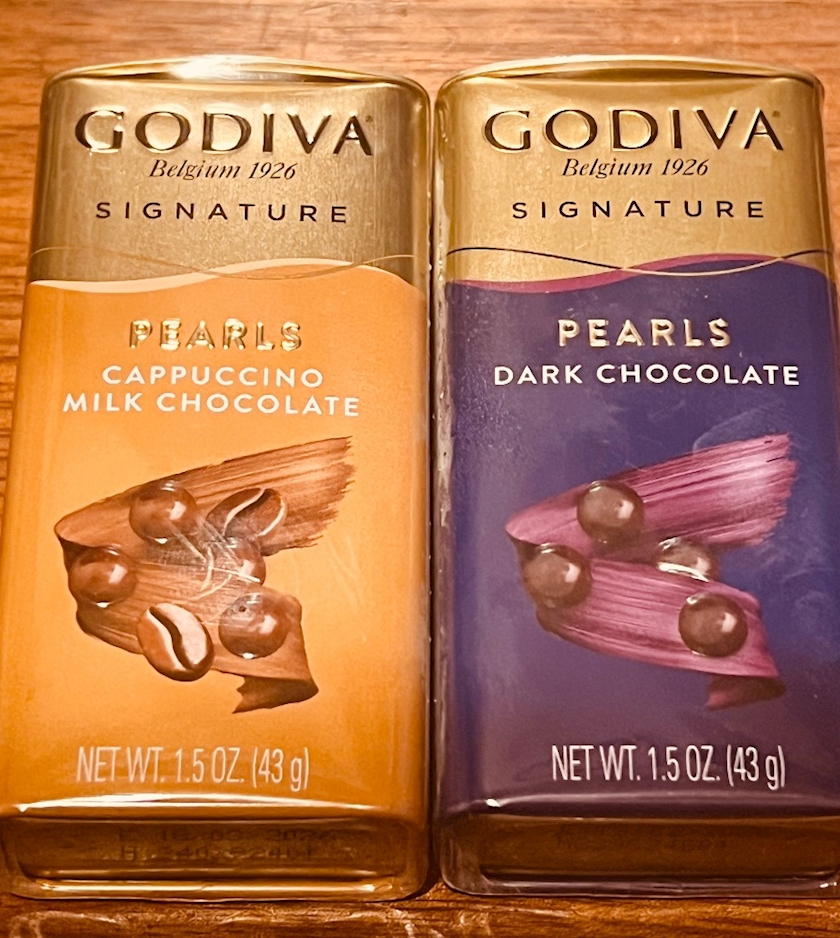 GODIVA
Belgium 1926
SIGNATURE
PEARLS
CAPPUCCINO
MILK CHOCOLATE
NET WT. 1.5 OZ. (43 g)
GODIVA
Belgium 1926
SIGNATURE
PEARLS
DARK CHOCOLATE
NET WT. 1.5 OZ. (43 g)